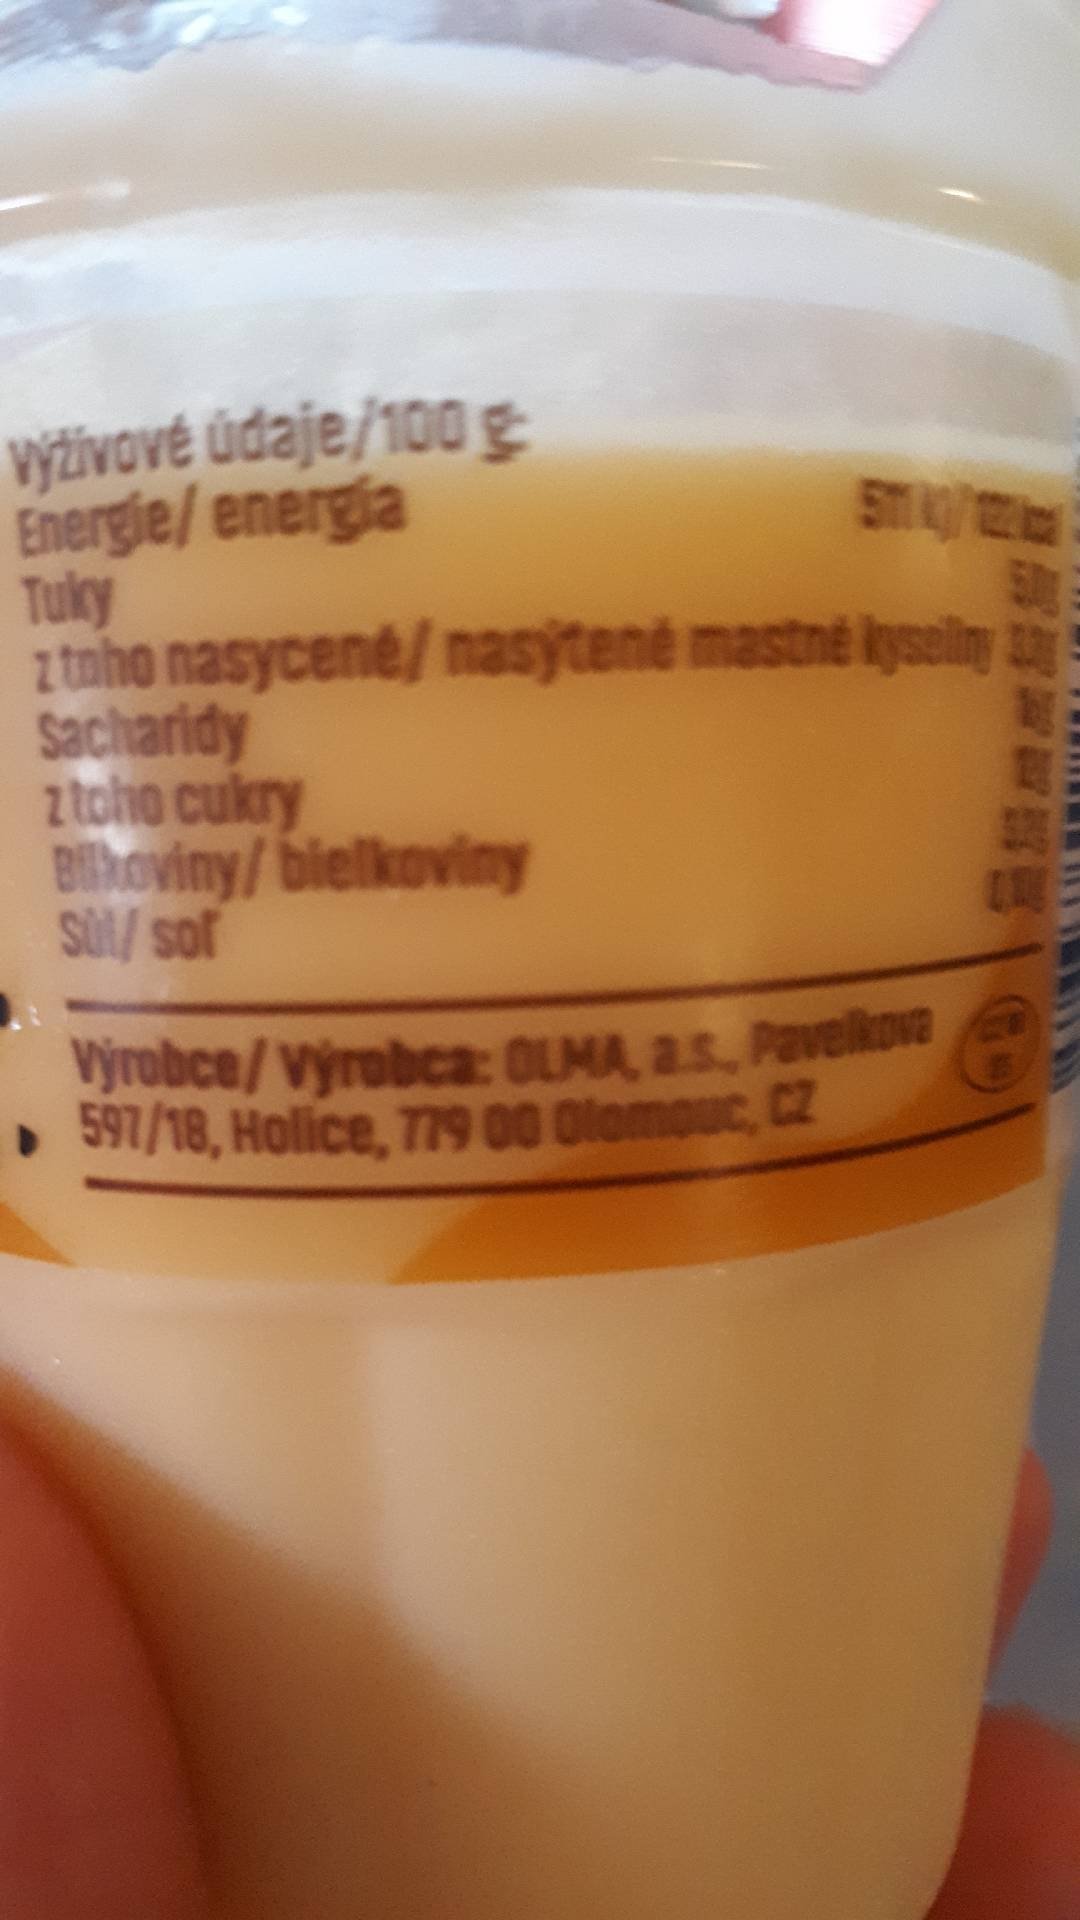 Výživové údaje/100 g:
Energie/ energia
Tuky
z toho nasycené/ nasýtené mastné kyseliny
Sacharidy
z toho cukry
Bílkoviny/ bielkoviny
Sůl/ soľ
Výrobce/ Výrobca: OLMA, a.s., Pavelkova
597/18, Holice, 779 00 Olomouc, CZ